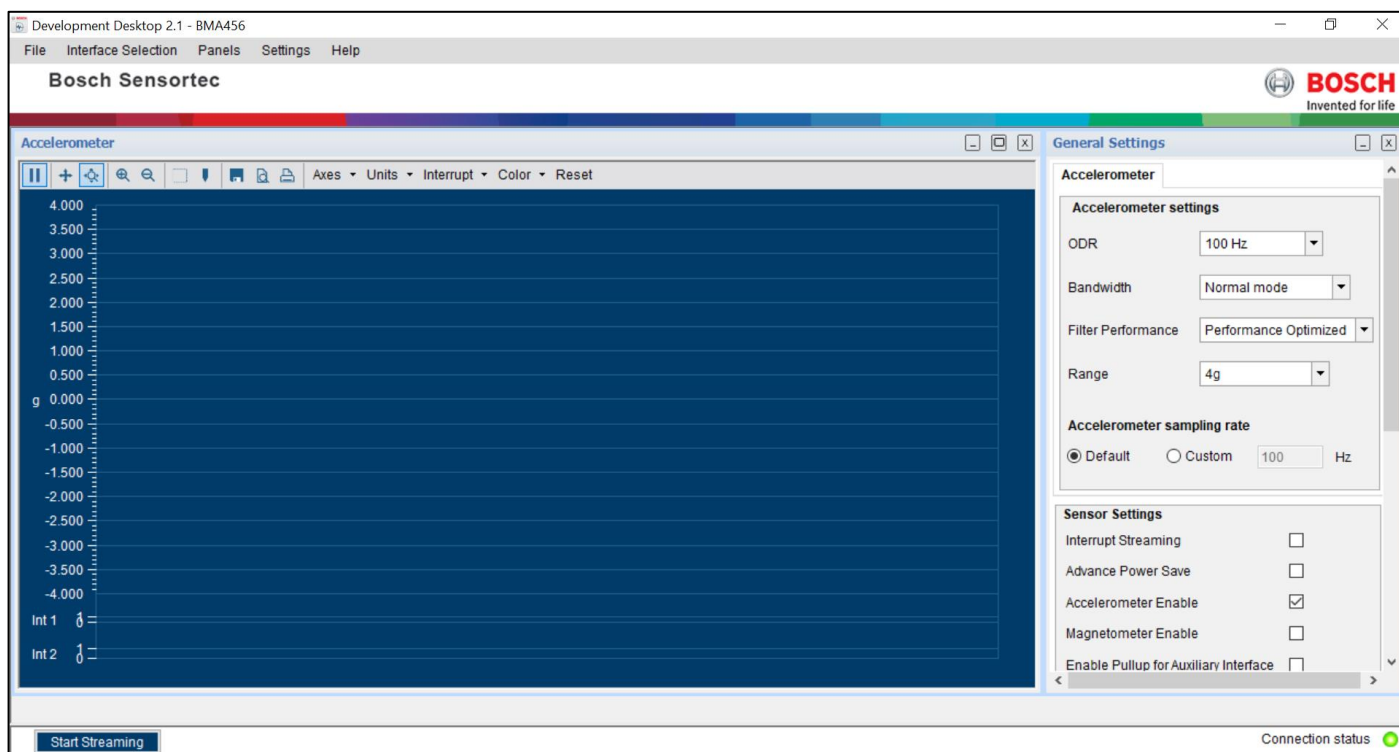 Development Desktop 2.1 - BMA456
File Interface Selection Panels Settings Help
Bosch Sensortec
BOSCH
Invented for life
Accelerometer
Axes Units Interrupt Color Reset
4.000
3.500
3.000
2.500
2.000
1.500
1.000
0.500
g 0.000
-0.500
-1.000
-1.500
-2.000
-2.500
-3.000
-3.500
-4.000
Int 1 1
0
Int 2 1
0
General Settings
Accelerometer
Accelerometer settings
ODR 100 Hz
Bandwidth Normal mode
Filter Performance Performance Optimized
Range 4g
Accelerometer sampling rate
Default Custom 100 Hz
Sensor Settings
Interrupt Streaming
Advance Power Save
Accelerometer Enable
Magnetometer Enable
Enable Pullup for Auxiliary Interface
Start Streaming
Connection status